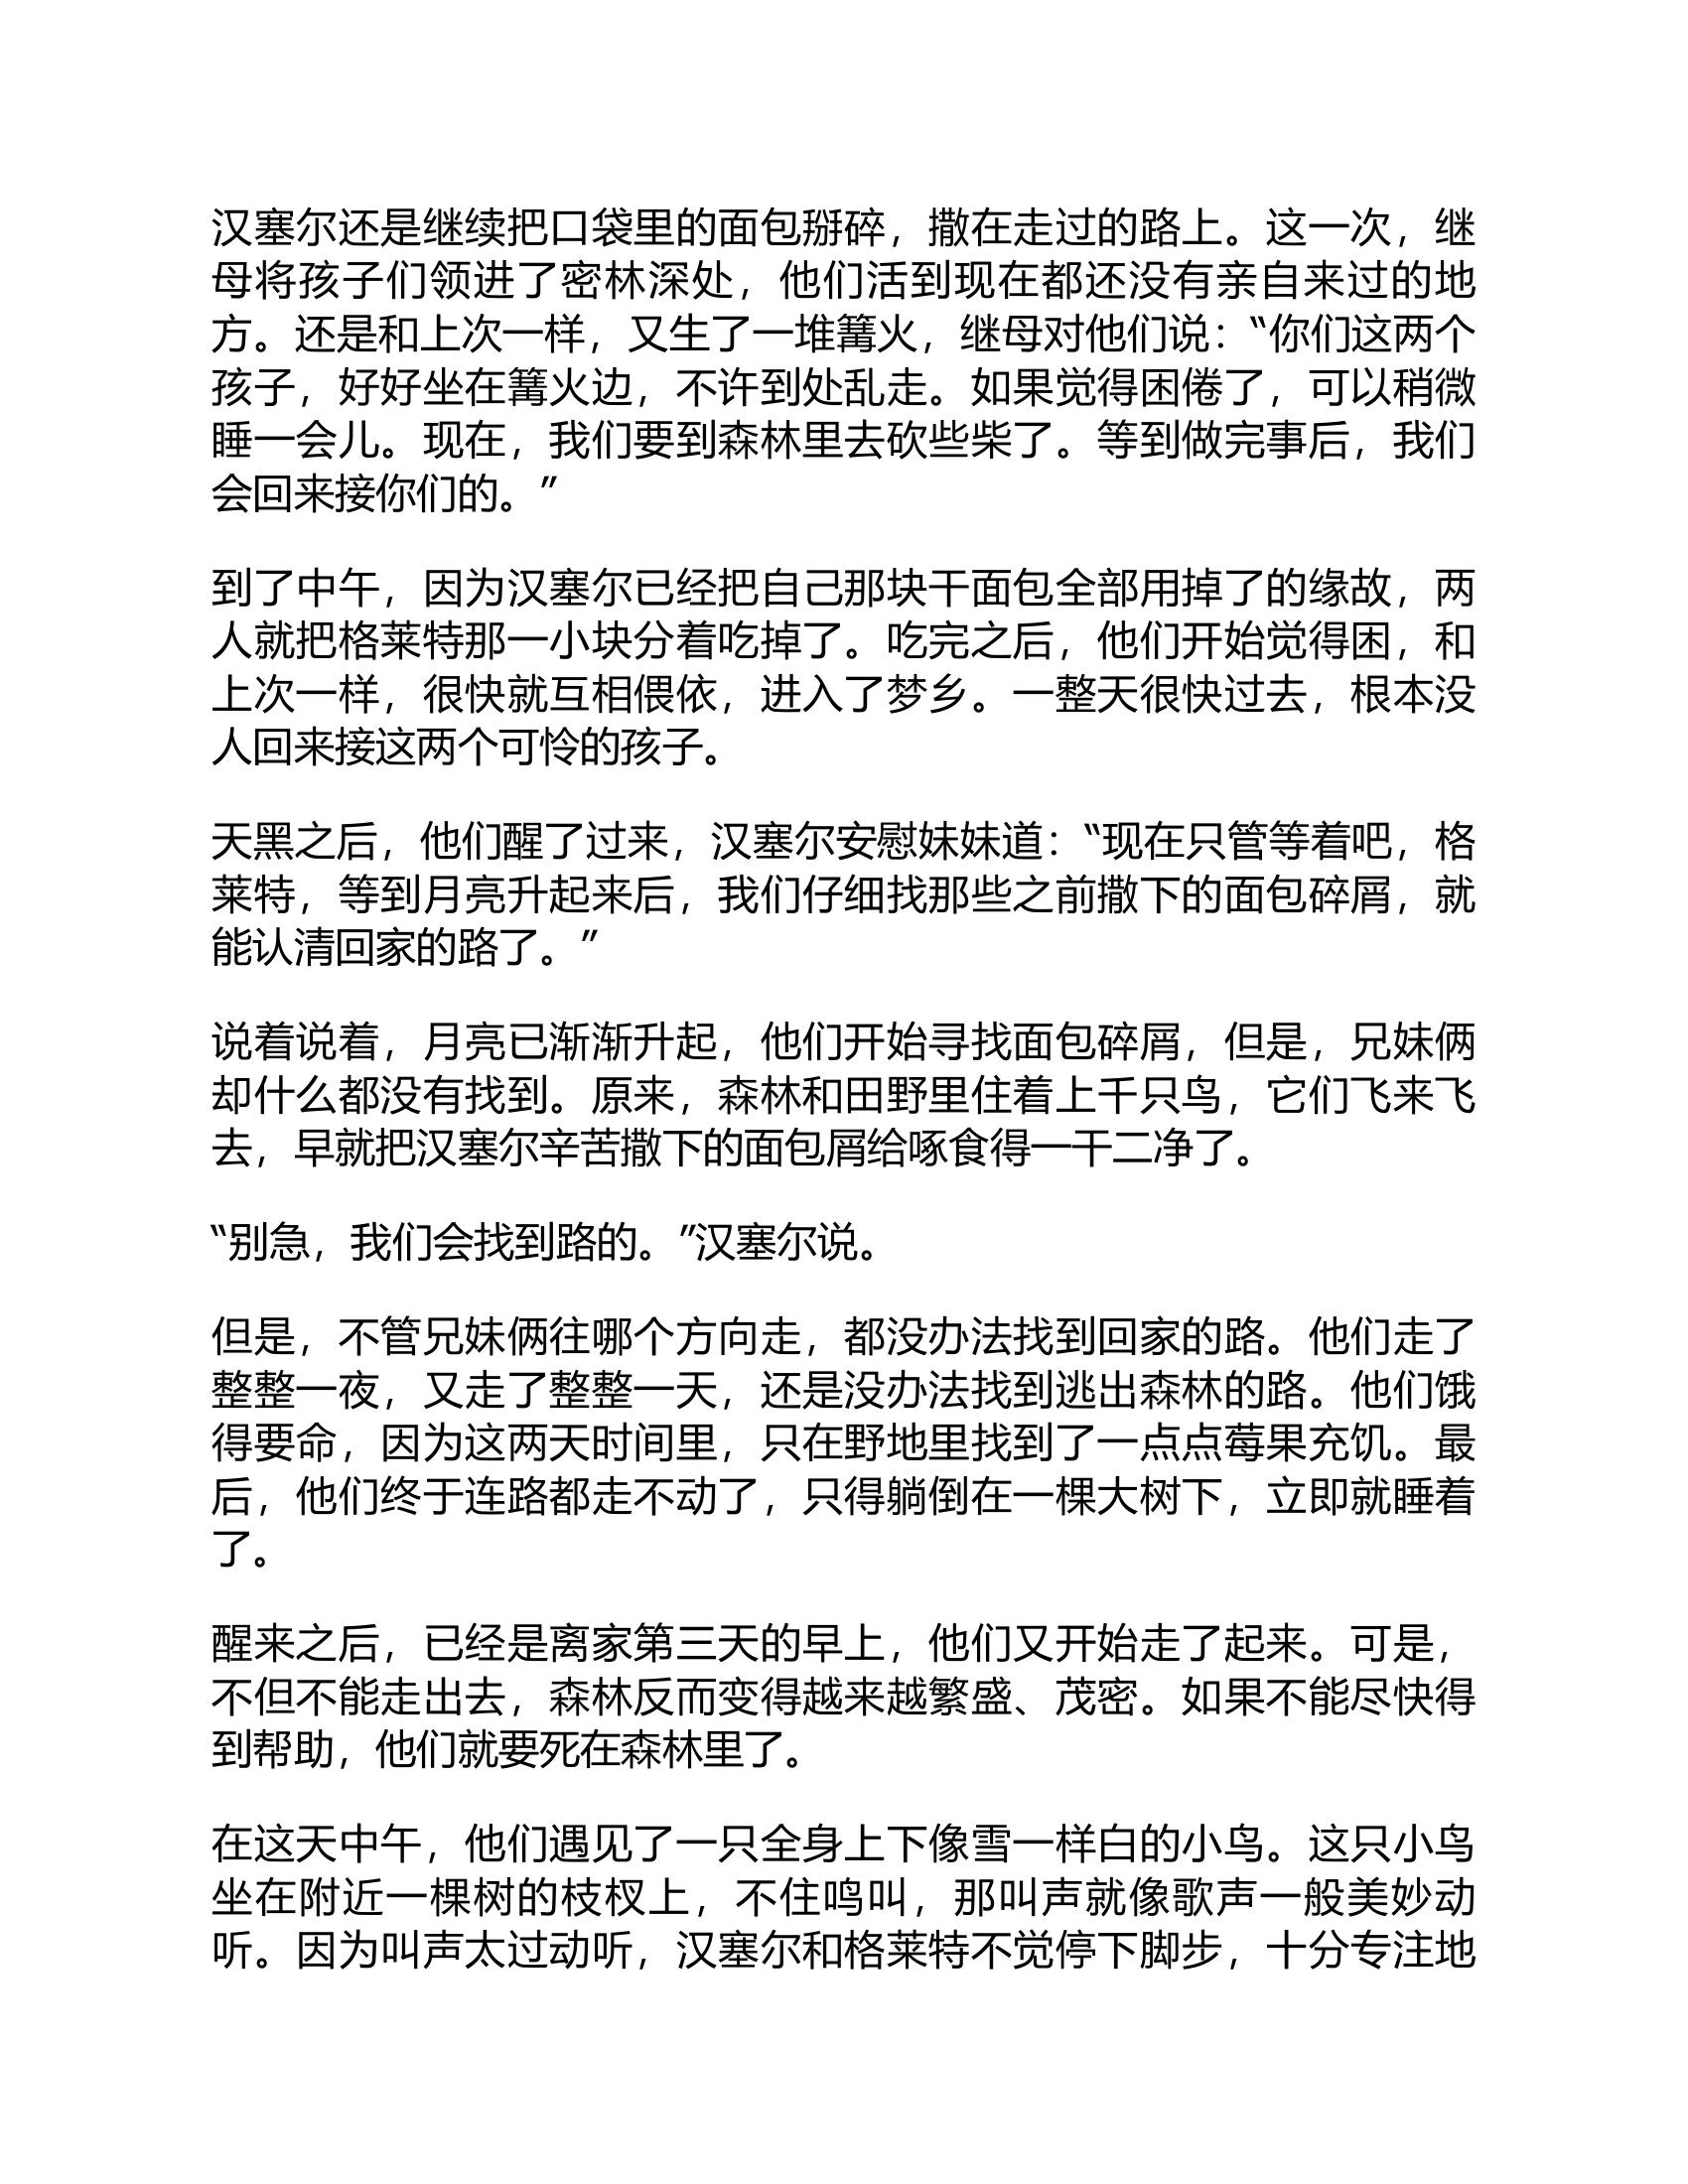 汉塞尔还是继续把口袋里的面包掰碎，撒在走过的路上。这一次，继
母将孩子们领进了密林深处，他们活到现在都还没有亲自来过的地
方。还是和上次一样，又生了一堆篝火，继母对他们说：“你们这两个
孩子，好好坐在篝火边，不许到处乱走。如果觉得困倦了，可以稍微
睡一会儿。现在，我们要到森林里去砍些柴了。等到做完事后，我们
会回来接你们的。”
到了中午，因为汉塞尔已经把自己那块干面包全部用掉了的缘故，两
人就把格莱特那一小块分着吃掉了。吃完之后，他们开始觉得困，和
上次一样，很快就互相偎依，进入了梦乡。一整天很快过去，根本没
人回来接这两个可怜的孩子。
天黑之后，他们醒了过来，汉塞尔安慰妹妹道：“现在只管等着吧，格
莱特，等到月亮升起来后，我们仔细找那些之前撒下的面包碎屑，就
能认清回家的路了。”
说着说着，月亮已渐渐升起，他们开始寻找面包碎屑，但是，兄妹俩
却什么都没有找到。原来，森林和田野里住着上千只鸟，它们飞来飞
去，早就把汉塞尔辛苦撒下的面包屑给啄食得一干二净了。
“别急，我们会找到路的。”汉塞尔说。
但是，不管兄妹俩往哪个方向走，都没办法找到回家的路。他们走了
整整一夜，又走了整整一天，还是没办法找到逃出森林的路。他们饿
得要命，因为这两天时间里，只在野地里找到了一点点莓果充饥。最
后，他们终于连路都走不动了，只得躺倒在一棵大树下，立即就睡着
了。
醒来之后，已经是离家第三天的早上，他们又开始走了起来。可是，
不但不能走出去，森林反而变得越来越繁盛、茂密。如果不能尽快得
到帮助，他们就要死在森林里了。
在这天中午，他们遇见了一只全身上下像雪一样白的小鸟。这只小鸟
坐在附近一棵树的枝杈上，不住鸣叫，那叫声就像歌声一般美妙动
听。因为叫声太过动听，汉塞尔和格莱特不觉停下脚步，十分专注地